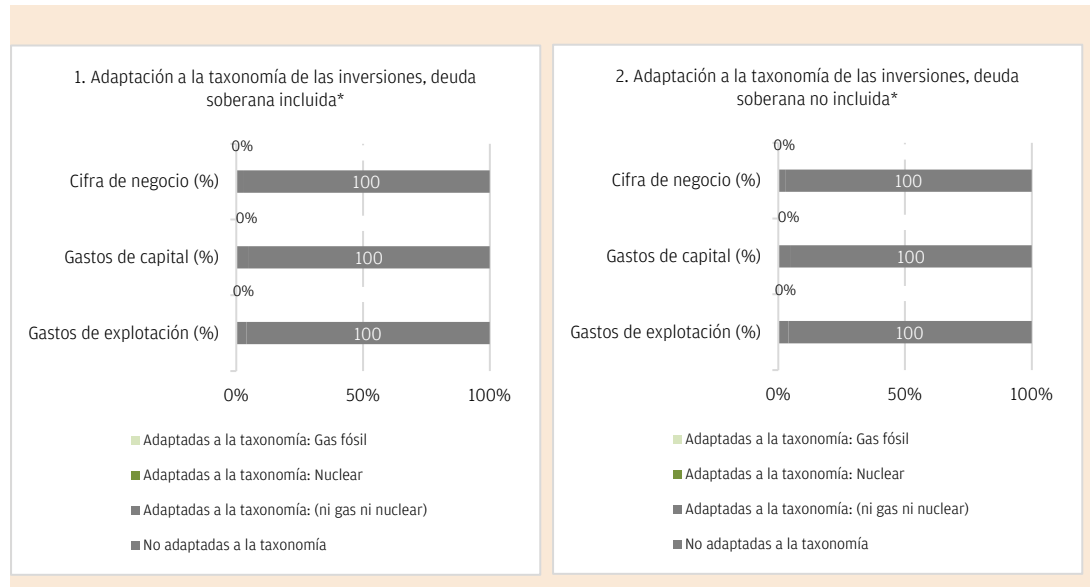 1. Adaptación a la taxonomía de las inversiones, deuda
soberana incluida*
0%
Cifra de negocio (%)
100
0%
Gastos de capital (%)
100
0%
Gastos de explotación (%)
100
0%
50%
100%
Adaptadas a la taxonomía: Gas fósil
Adaptadas a la taxonomía: Nuclear
Adaptadas a la taxonomía: (ni gas ni nuclear)
No adaptadas a la taxonomía
2. Adaptación a la taxonomía de las inversiones, deuda
soberana no incluida*
0%
Cifra de negocio (%)
100
0%
Gastos de capital (%)
100
0%
Gastos de explotación (%)
100
0%
50%
100%
Adaptadas a la taxonomía: Gas fósil
Adaptadas a la taxonomía: Nuclear
Adaptadas a la taxonomía: (ni gas ni nuclear)
No adaptadas a la taxonomía